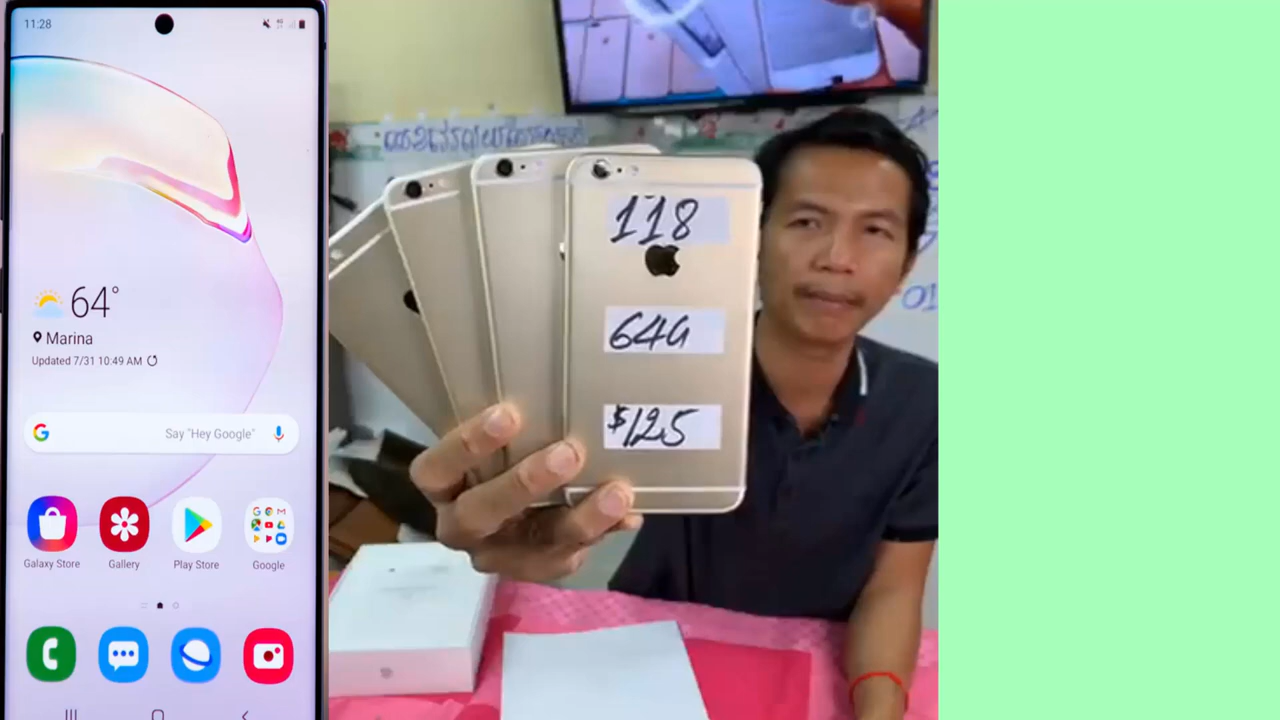 11:28
64°
Marina
Updated 7/31 10:49 AM
Say "Hey Google"
Galaxy Store
Gallery
Play Store
Google
118
64G
$125
01